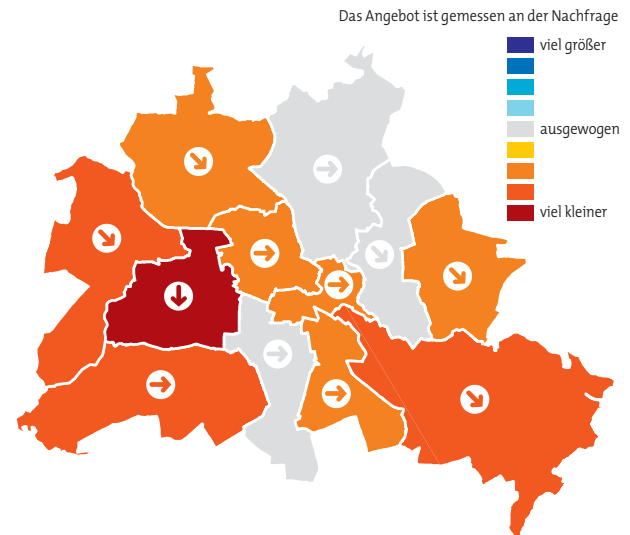 Das Angebot ist gemessen an der Nachfrage
viel größer
ausgewogen
viel kleiner